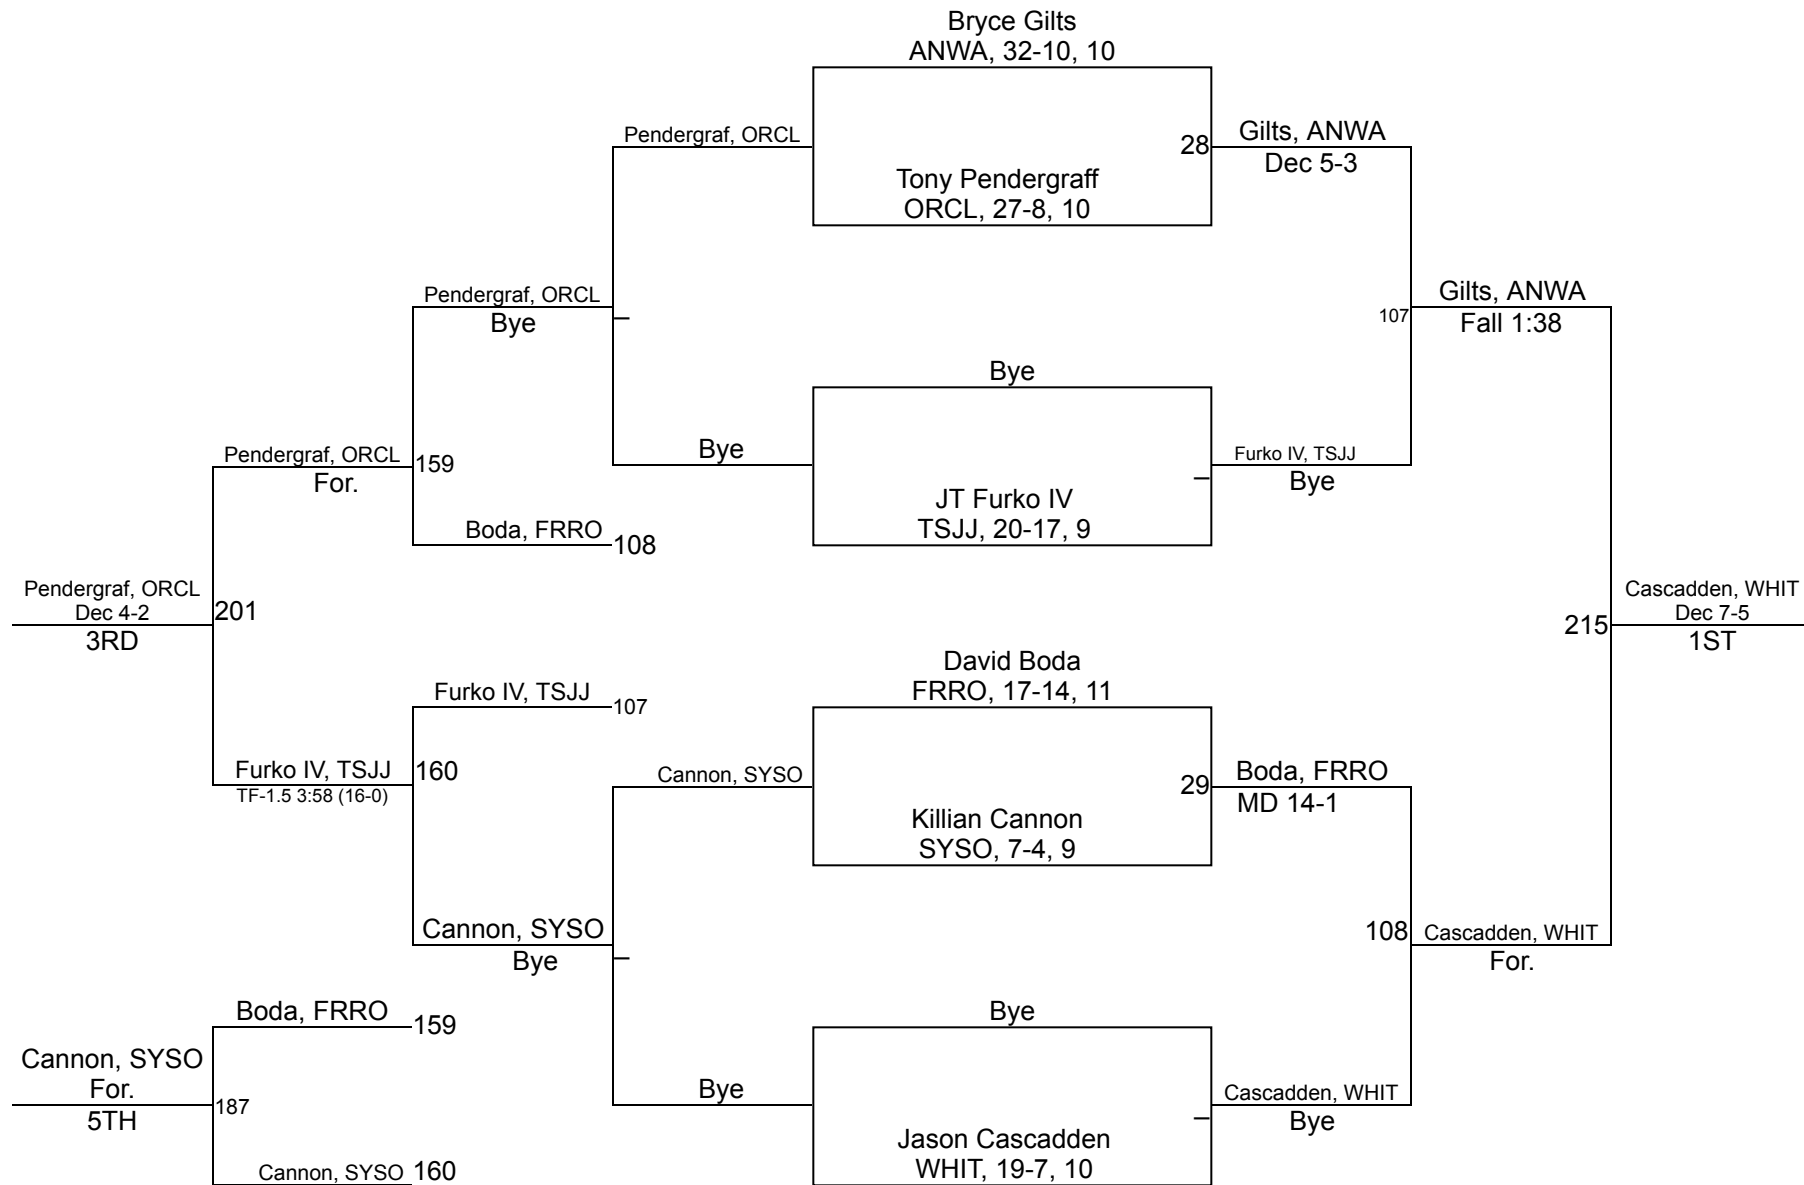 Bryce Gilts
ANWA, 32-10, 10
Pendergraf, ORCL
28
Gilts, ANWA
Dec 5-3
Tony Pendergraff
ORCL, 27-8, 10
Pendergraf, ORCL
Bye
107
Gilts, ANWA
Fall 1:38
Bye
Pendergraf, ORCL
For.
159
Bye
Furko IV, TSJJ
Bye
JT Furko IV
TSJJ, 20-17, 9
Boda, FRRO
108
Pendergraf, ORCL
Dec 4-2
3RD
201
215
Cascadden, WHIT
Dec 7-5
1ST
David Boda
FRRO, 17-14, 11
Furko IV, TSJJ
107
Furko IV, TSJJ
TF-1.5 3:58 (16-0)
160
Cannon, SYSO
29
Boda, FRRO
MD 14-1
Killian Cannon
SYSO, 7-4, 9
Cannon, SYSO
Bye
108
Cascadden, WHIT
For.
Boda, FRRO
159
Bye
Cannon, SYSO
For.
5TH
187
Bye
Cascadden, WHIT
Bye
Jason Cascadden
WHIT, 19-7, 10
Cannon, SYSO
160